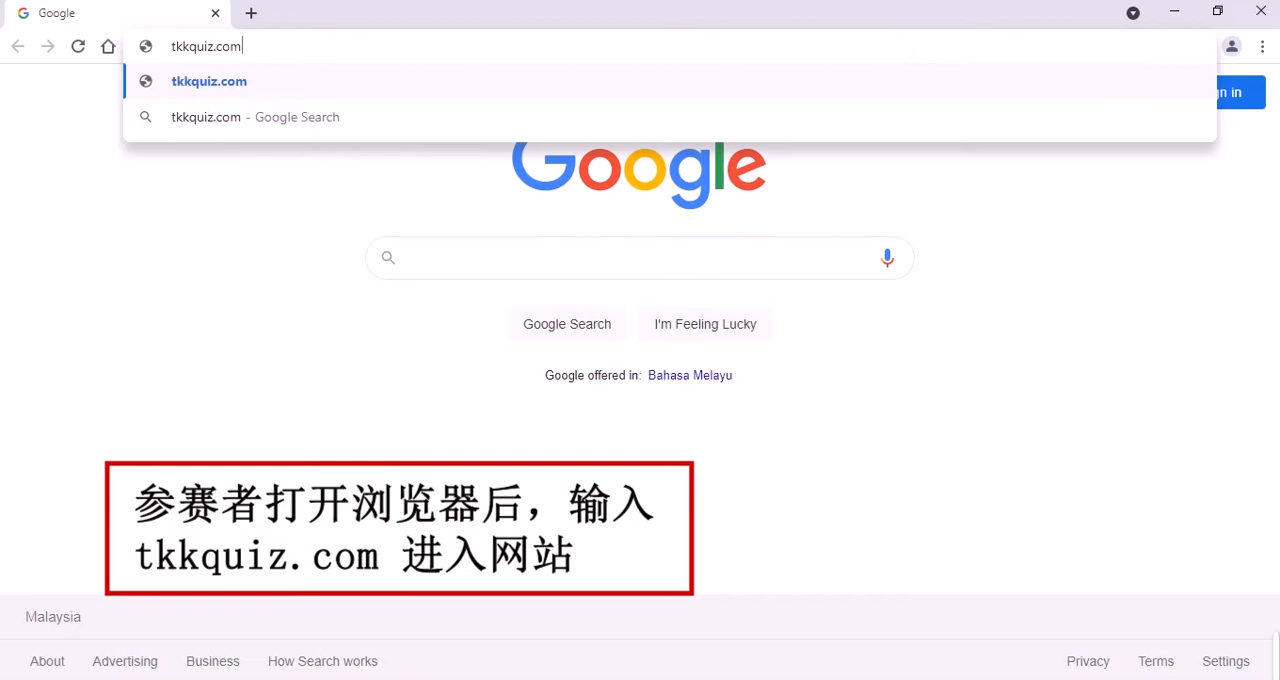 Google
tkkquiz.com
tkkquiz.com
tkkquiz.com - Google Search
gn in
Google
Google Search
I'm Feeling Lucky
Google offered in: Bahasa Melayu
参赛者打开浏览器后，输入
tkkquiz.com 进入网站
Malaysia
About
Advertising
Business
How Search works
Privacy
Terms
Settings